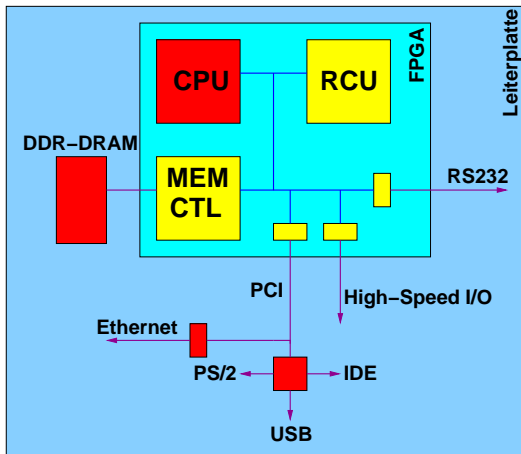 Leiterplatte
FPGA
CPU
RCU
DDR−DRAM
MEM
CTL
RS232
PCI
High−Speed I/O
Ethernet
PS/2
IDE
USB